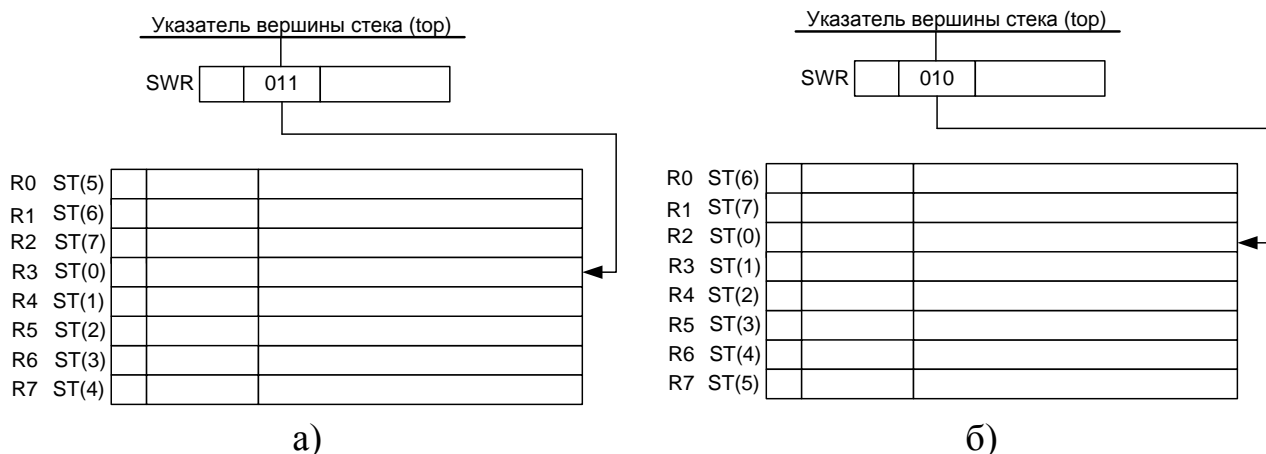 Указатель вершины стека (top)
SWR 011
R0 ST(5)
R1 ST(6)
R2 ST(7)
R3 ST(0)
R4 ST(1)
R5 ST(2)
R6 ST(3)
R7 ST(4)
а)
Указатель вершины стека (top)
SWR 010
R0 ST(6)
R1 ST(7)
R2 ST(0)
R3 ST(1)
R4 ST(2)
R5 ST(3)
R6 ST(4)
R7 ST(5)
б)